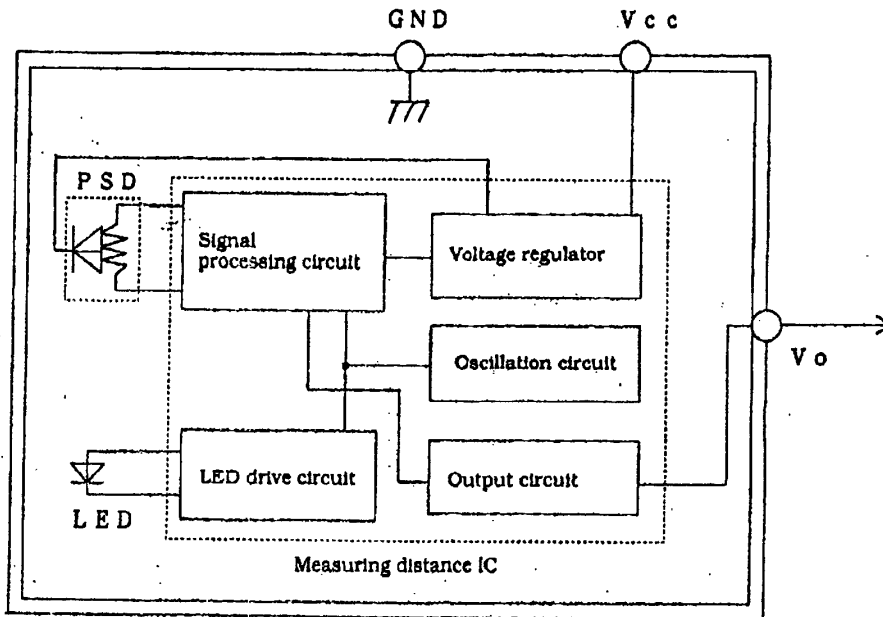 GND
Vcc
PSD
Signal
processing circuit
Voltage regulator
Oscillation circuit
Vo
LED drive circuit
Output circuit
LED
Measuring distance IC